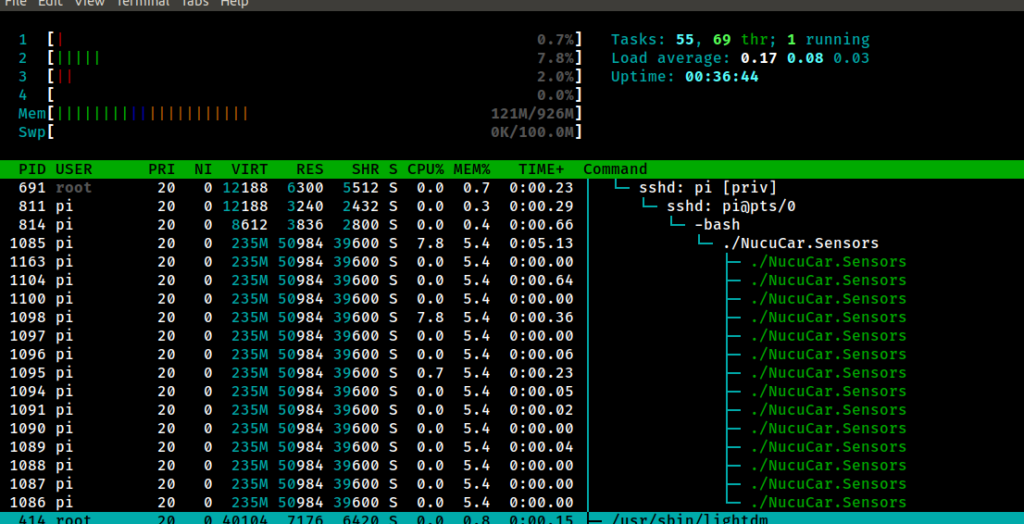 File Edit View Terminal Tabs Help
1 [| 0.7%] Tasks: 55, 69 thr; 1 running
2 [||||| 7.8%] Load average: 0.17 0.08 0.03
3 [|| 2.0%] Uptime: 00:36:44
4 [ 0.0%]
Mem[||||||||||||||||||||| 121M/926M]
Swp[ 0K/100.0M]
PID USER PRI NI VIRT RES SHR S CPU% MEM% TIME+ Command
691 root 20 0 12188 6300 5512 S 0.0 0.7 0:00.23 │ └─ sshd: pi [priv]
811 pi 20 0 12188 3240 2432 S 0.0 0.3 0:00.29 │ └─ sshd: pi@pts/0
814 pi 20 0 8612 3836 2800 S 0.0 0.4 0:00.66 │ └─ -bash
1085 pi 20 0 235M 50984 39600 S 7.8 5.4 0:05.13 │ └─ ./NucuCar.Sensors
1163 pi 20 0 235M 50984 39600 S 0.0 5.4 0:00.00 │ ├─ ./NucuCar.Sensors
1104 pi 20 0 235M 50984 39600 S 0.0 5.4 0:00.64 │ ├─ ./NucuCar.Sensors
1100 pi 20 0 235M 50984 39600 S 0.0 5.4 0:00.00 │ ├─ ./NucuCar.Sensors
1098 pi 20 0 235M 50984 39600 S 7.8 5.4 0:00.36 │ ├─ ./NucuCar.Sensors
1097 pi 20 0 235M 50984 39600 S 0.0 5.4 0:00.00 │ ├─ ./NucuCar.Sensors
1096 pi 20 0 235M 50984 39600 S 0.0 5.4 0:00.06 │ ├─ ./NucuCar.Sensors
1095 pi 20 0 235M 50984 39600 S 0.7 5.4 0:00.23 │ ├─ ./NucuCar.Sensors
1094 pi 20 0 235M 50984 39600 S 0.0 5.4 0:00.05 │ ├─ ./NucuCar.Sensors
1091 pi 20 0 235M 50984 39600 S 0.0 5.4 0:00.02 │ ├─ ./NucuCar.Sensors
1090 pi 20 0 235M 50984 39600 S 0.0 5.4 0:00.00 │ ├─ ./NucuCar.Sensors
1089 pi 20 0 235M 50984 39600 S 0.0 5.4 0:00.04 │ ├─ ./NucuCar.Sensors
1088 pi 20 0 235M 50984 39600 S 0.0 5.4 0:00.00 │ ├─ ./NucuCar.Sensors
1087 pi 20 0 235M 50984 39600 S 0.0 5.4 0:00.00 │ ├─ ./NucuCar.Sensors
1086 pi 20 0 235M 50984 39600 S 0.0 5.4 0:00.00 │ └─ ./NucuCar.Sensors
414 root 20 0 40104 7176 6420 S 0.0 0.8 0:00.15 ├─ /usr/sbin/lightdm